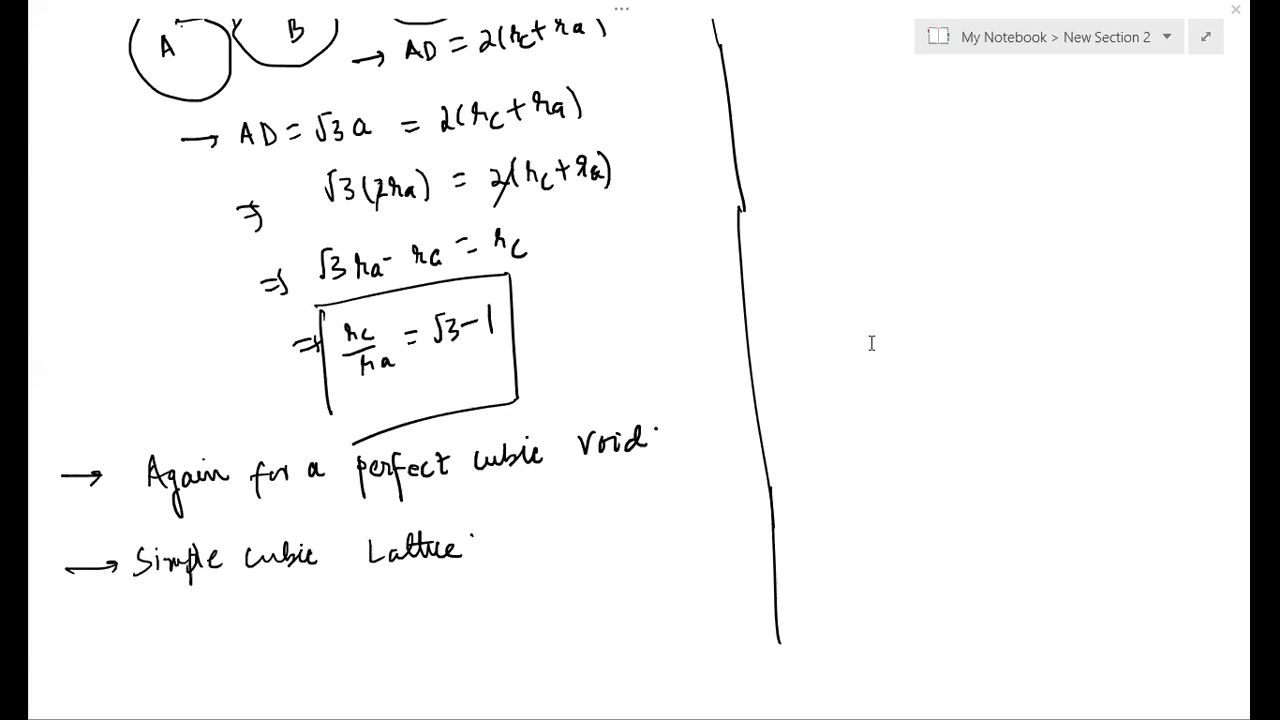 My Notebook > New Section 2
A B → AD = 2(rc + ra)
→ AD = √3 a = 2(rc + ra)
⇒ √3(2ra) = 2(rc + ra)
⇒ √3 ra - ra = rc
⇒ rc/ra = √3 - 1
→ Again for a perfect cubic void.
→ Simple cubic Lattice.